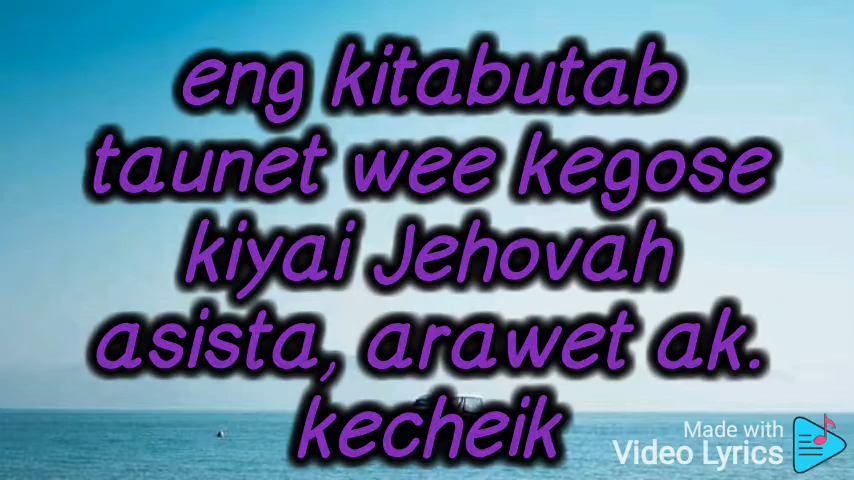 eng kitabutab
taunet wee kegose
kiyai Jehovah
asista, arawet ak.
kecheik
Made with
Video Lyrics